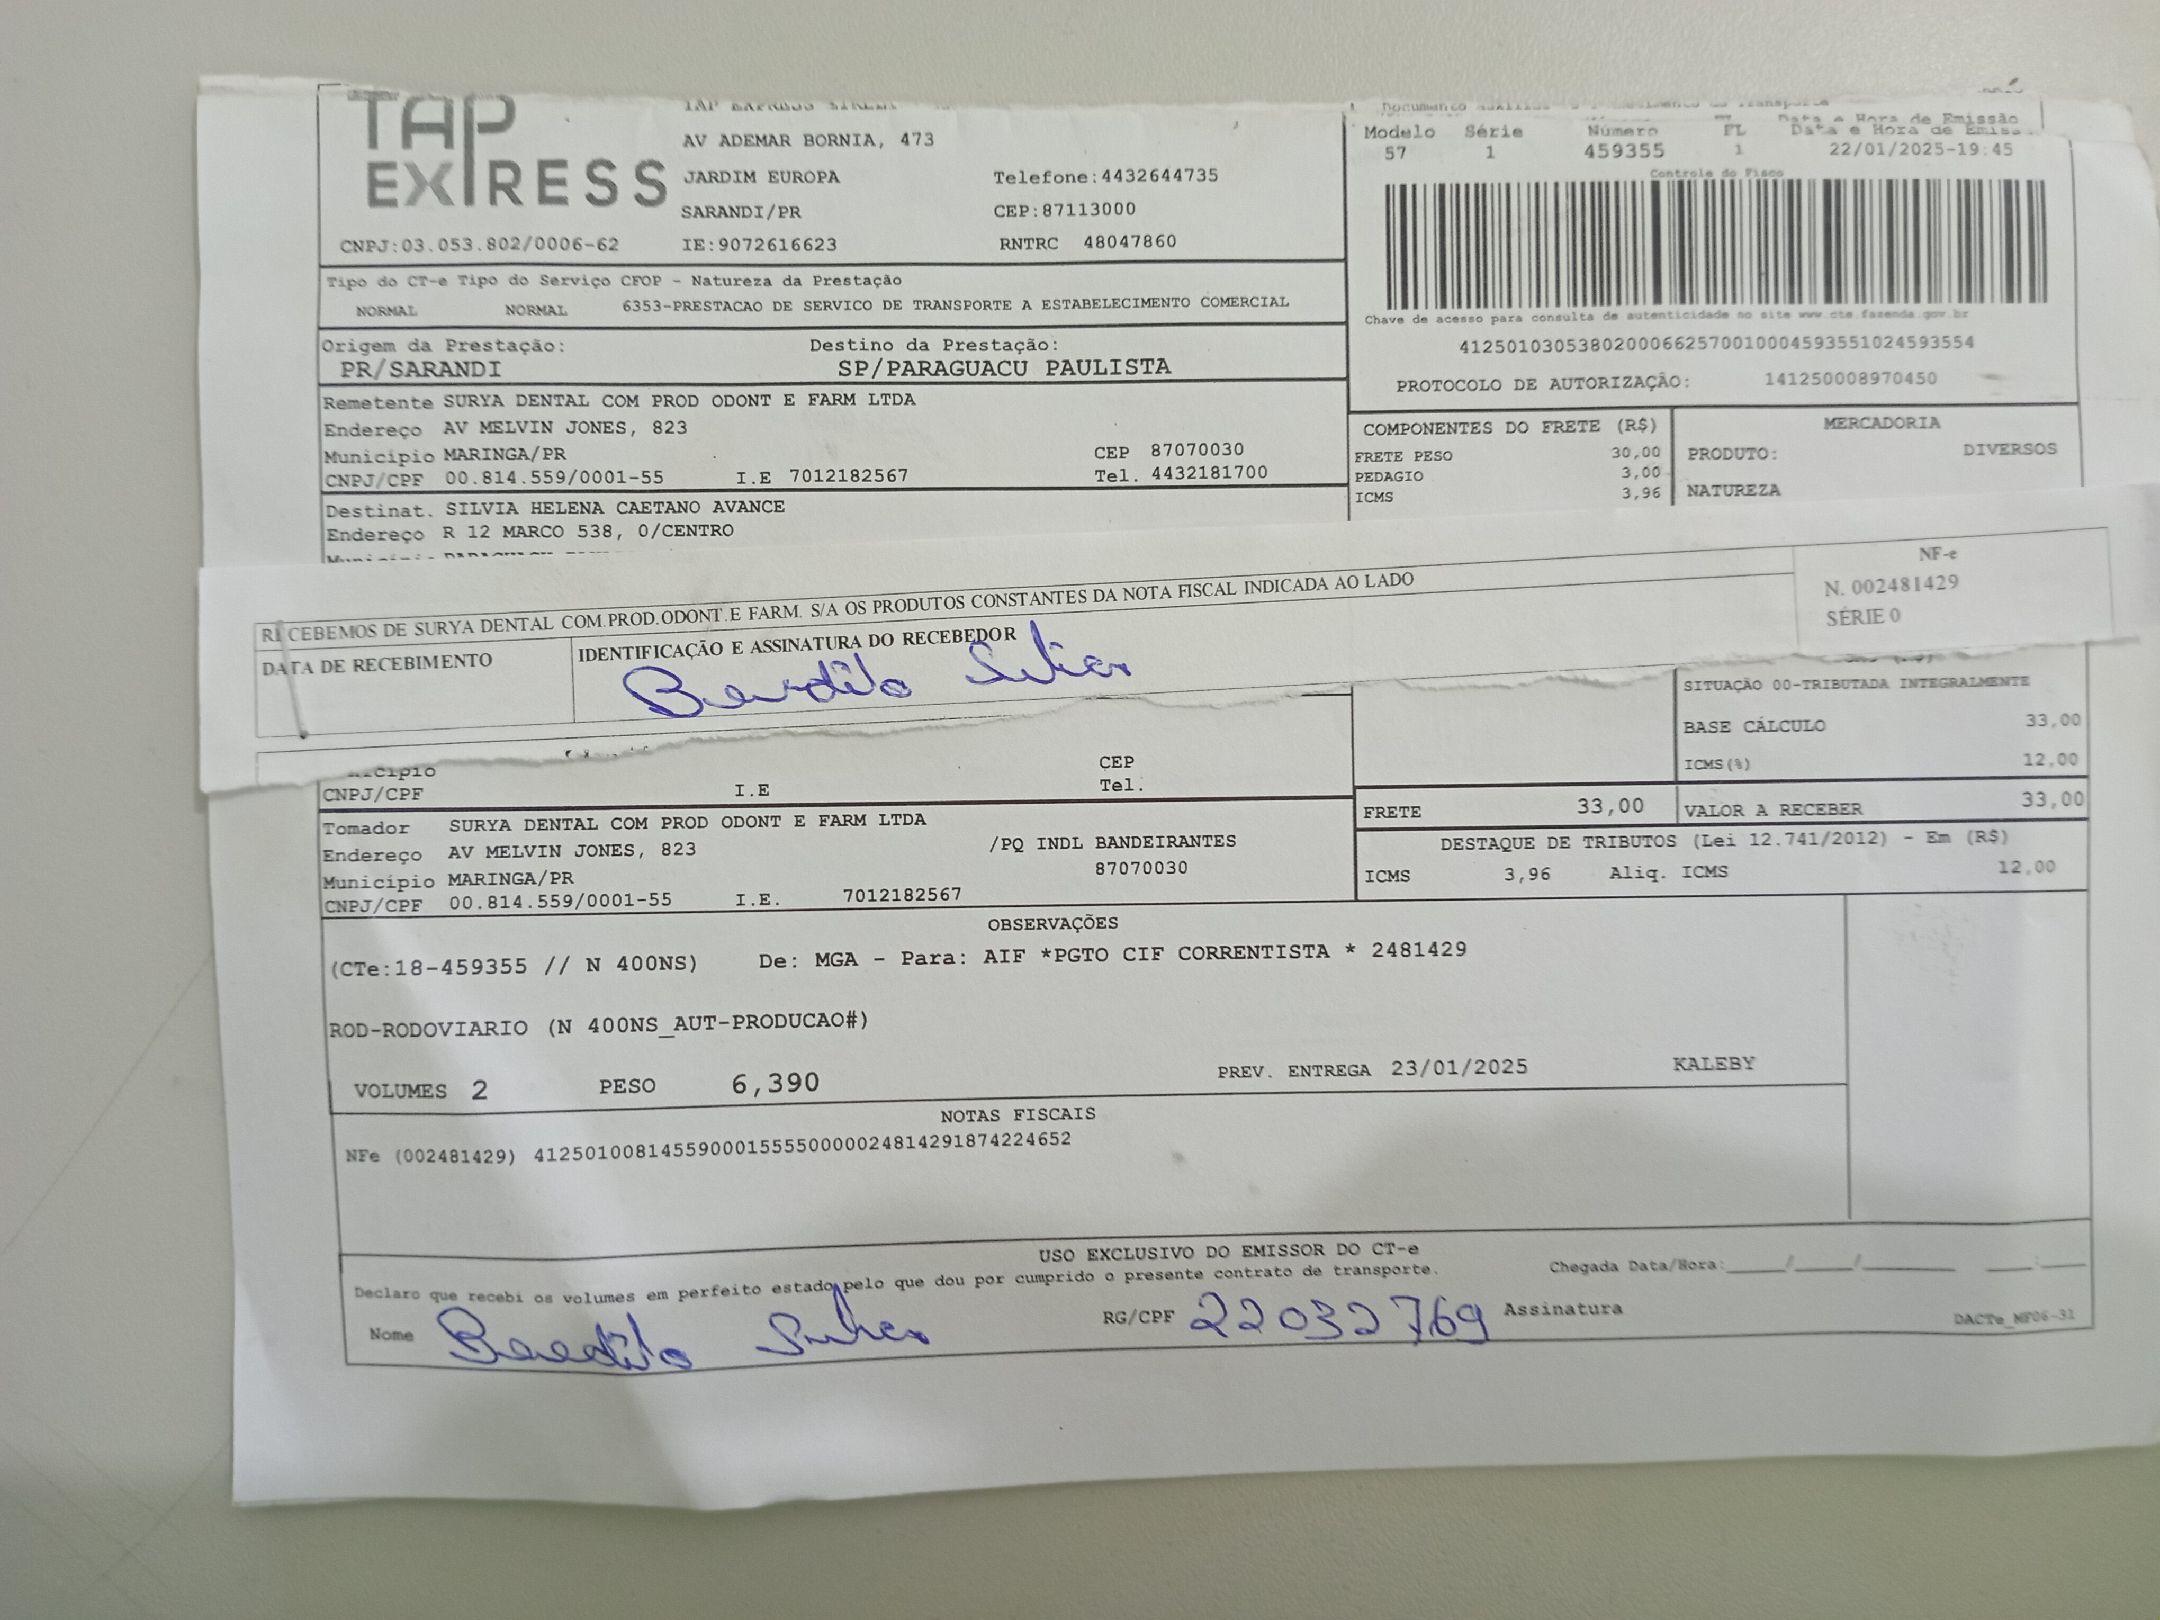 TAP EXPRESS
TAP EXPRESS EIRELI
AV ADEMAR BORNIA, 473
JARDIM EUROPA Telefone:4432644735
SARANDI/PR CEP:87113000
CNPJ:03.053.802/0006-62 IE:9072616623 RNTRC 48047860
Data e Hora de Emissão
Modelo Série Número FL Data e Hora de
57 1 459355 1 22/01/2025-19:45
Controle do Fisco
Chave de acesso para consulta de autenticidade no site www.cte.fazenda.gov.br
41250103053802000662570010004593551024593554
PROTOCOLO DE AUTORIZAÇÃO: 141250008970450
Tipo do CT-e Tipo do Serviço CFOP - Natureza da Prestação
NORMAL NORMAL 6353-PRESTACAO DE SERVICO DE TRANSPORTE A ESTABELECIMENTO COMERCIAL
Origem da Prestação: Destino da Prestação:
PR/SARANDI SP/PARAGUACU PAULISTA
Remetente SURYA DENTAL COM PROD ODONT E FARM LTDA
Endereço AV MELVIN JONES, 823
Município MARINGA/PR CEP 87070030
CNPJ/CPF 00.814.559/0001-55 I.E 7012182567 Tel. 4432181700
Destinat. SILVIA HELENA CAETANO AVANCE
Endereço R 12 MARCO 538, 0/CENTRO
COMPONENTES DO FRETE (R$) MERCADORIA
FRETE PESO 30,00 PRODUTO: DIVERSOS
PEDAGIO 3,00
ICMS 3,96 NATUREZA
RECEBEMOS DE SURYA DENTAL COM.PROD.ODONT.E FARM. S/A OS PRODUTOS CONSTANTES DA NOTA FISCAL INDICADA AO LADO
DATA DE RECEBIMENTO IDENTIFICAÇÃO E ASSINATURA DO RECEBEDOR
NF-e
N. 002481429
SÉRIE 0
SITUAÇÃO 00-TRIBUTADA INTEGRALMENTE
BASE CÁLCULO 33,00
ICMS(%) 12,00
CEP
CNPJ/CPF I.E Tel.
FRETE 33,00 VALOR A RECEBER 33,00
DESTAQUE DE TRIBUTOS (Lei 12.741/2012) - Em (R$)
ICMS 3,96 Aliq. ICMS 12,00
Tomador SURYA DENTAL COM PROD ODONT E FARM LTDA
Endereço AV MELVIN JONES, 823 /PQ INDL BANDEIRANTES
Município MARINGA/PR 87070030
CNPJ/CPF 00.814.559/0001-55 I.E. 7012182567
OBSERVAÇÕES
(CTe:18-459355 // N 400NS) De: MGA - Para: AIF *PGTO CIF CORRENTISTA * 2481429
ROD-RODOVIARIO (N 400NS_AUT-PRODUCAO#)
VOLUMES 2 PESO 6,390 PREV. ENTREGA 23/01/2025 KALEBY
NOTAS FISCAIS
NFe (002481429) 41250100814559000155550000024814291874224652
USO EXCLUSIVO DO EMISSOR DO CT-e
Declaro que recebi os volumes em perfeito estado pelo que dou por cumprido o presente contrato de transporte. Chegada Data/Hora:
Nome RG/CPF 22032769 Assinatura
DACTe_MF06-31